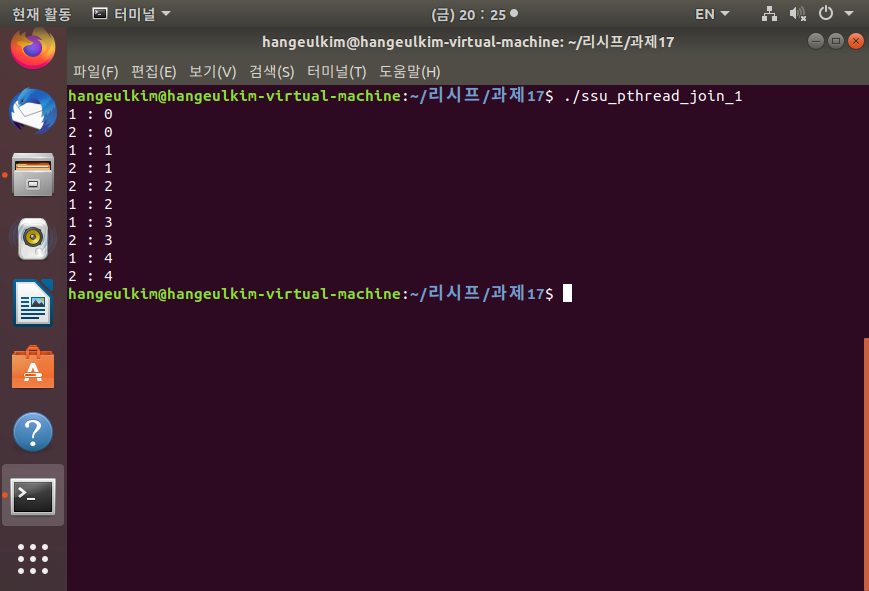 현재 활동 터미널 (금) 20 : 25 EN
hangeulkim@hangeulkim-virtual-machine: ~/리시프/과제17
파일(F) 편집(E) 보기(V) 검색(S) 터미널(T) 도움말(H)
hangeulkim@hangeulkim-virtual-machine:~/리시프/과제17$ ./ssu_pthread_join_1
1 : 0
2 : 0
1 : 1
2 : 1
2 : 2
1 : 2
1 : 3
2 : 3
1 : 4
2 : 4
hangeulkim@hangeulkim-virtual-machine:~/리시프/과제17$